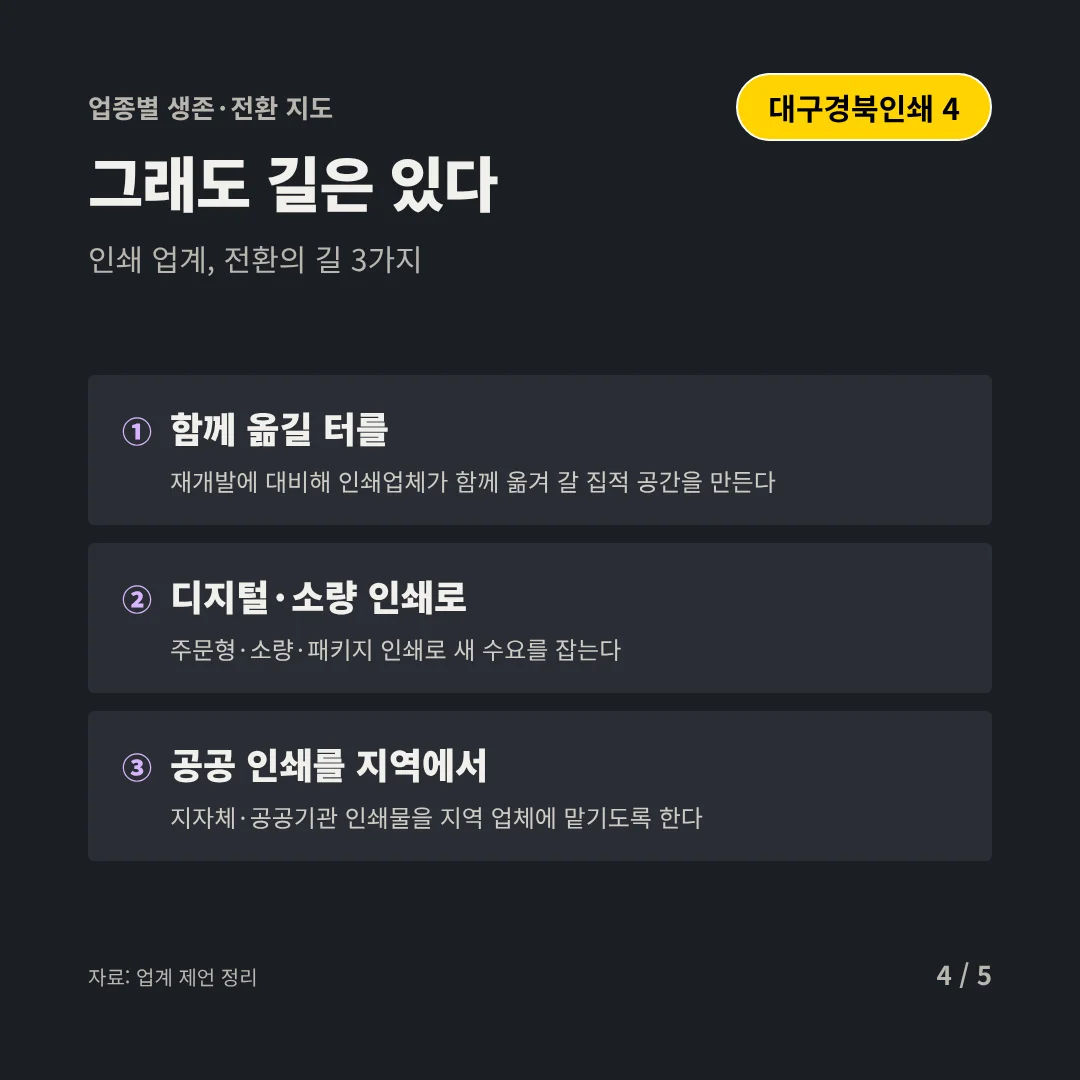 업종별 생존·전환 지도
대구경북인쇄 4
그래도 길은 있다
인쇄 업계, 전환의 길 3가지
① 함께 옮길 터를
재개발에 대비해 인쇄업체가 함께 옮겨 갈 집적 공간을 만든다
② 디지털·소량 인쇄로
주문형·소량·패키지 인쇄로 새 수요를 잡는다
③ 공공 인쇄를 지역에서
지자체·공공기관 인쇄물을 지역 업체에 맡기도록 한다
자료: 업계 제언 정리
4 / 5